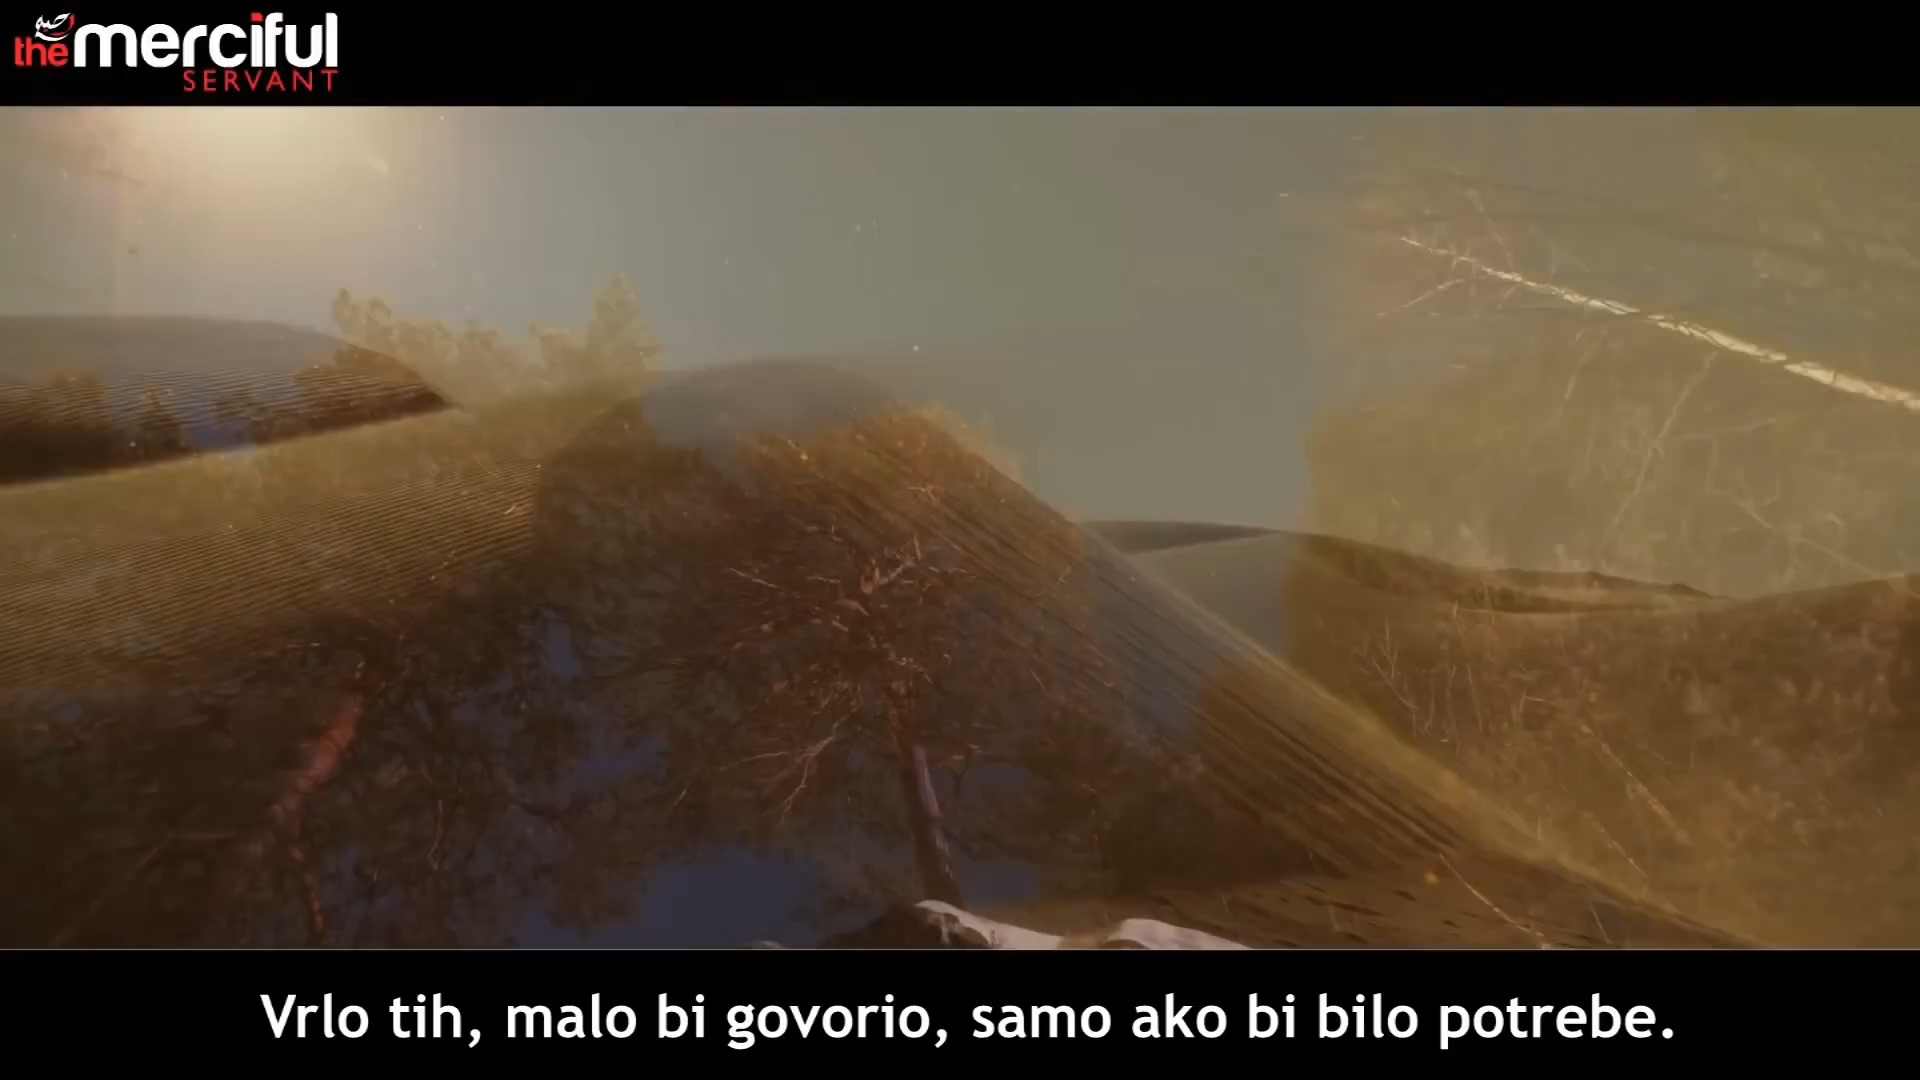 the merciful
SERVANT
Vrlo tih, malo bi govorio, samo ako bi bilo potrebe.